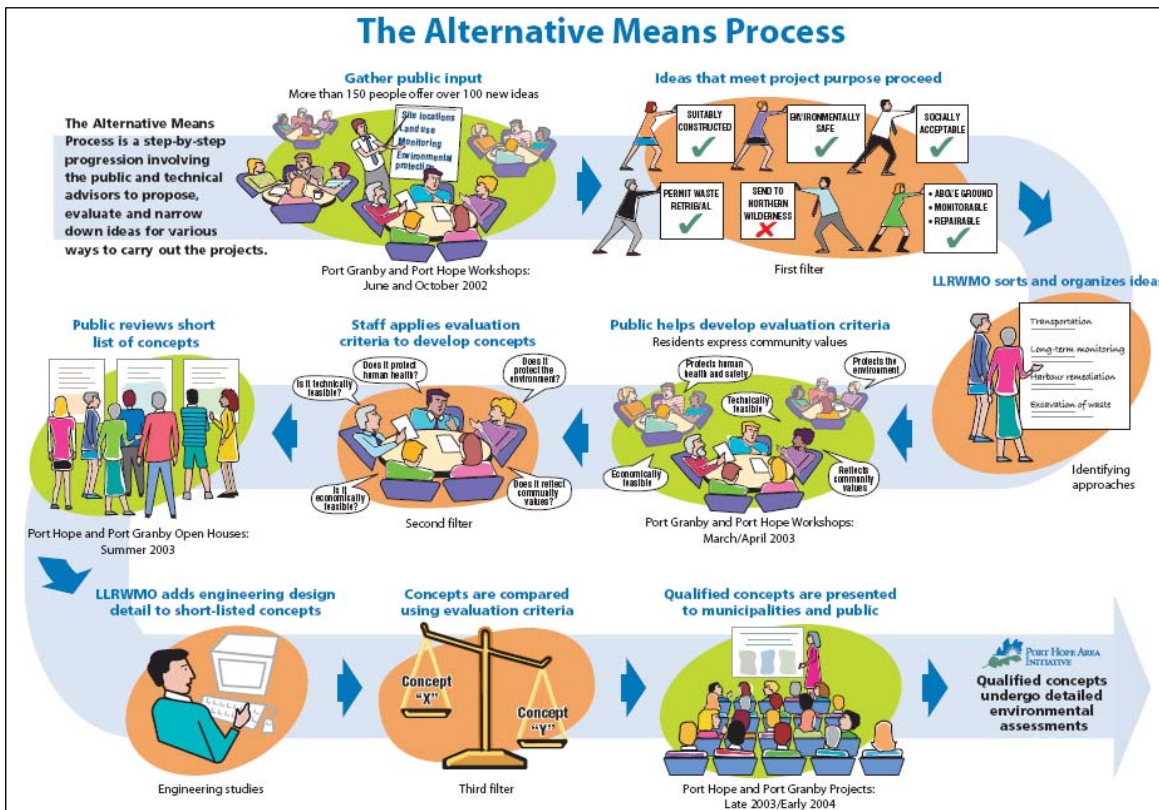 The Alternative Means Process
The Alternative Means
Process is a step-by-step
progression involving
the public and technical
advisors to propose,
evaluate and narrow
down ideas for various
ways to carry out the projects.
Gather public input
More than 150 people offer over 100 new ideas
Site locations
Land use
Monitoring
Environmental
protection
Port Granby and Port Hope Workshops:
June and October 2002
Ideas that meet project purpose proceed
SUITABLY
CONSTRUCTED
ENVIRONMENTALLY
SAFE
SOCIALLY
ACCEPTABLE
PERMIT WASTE
RETRIEVAL
SEND TO
NORTHERN
WILDERNESS
• ABOVE GROUND
• MONITORABLE
• REPAIRABLE
First filter
LLRWMO sorts and organizes ideas
Transportation
Long-term monitoring
Harbour remediation
Excavation of waste
Identifying
approaches
Public helps develop evaluation criteria
Residents express community values
Protects human
health and safety
Protects the
environment
Technically
feasible
Economically
feasible
Reflects
community
values
Port Granby and Port Hope Workshops:
March/April 2003
Staff applies evaluation
criteria to develop concepts
Does it protect
human health?
Does it
protect the
environment?
Is it technically
feasible?
Is it
economically
feasible?
Does it reflect
community
values?
Second filter
Public reviews short
list of concepts
Port Hope and Port Granby Open Houses:
Summer 2003
LLRWMO adds engineering design
detail to short-listed concepts
Engineering studies
Concepts are compared
using evaluation criteria
Concept
"X"
Concept
"Y"
Third filter
Qualified concepts are presented
to municipalities and public
Port Hope and Port Granby Projects:
Late 2003/Early 2004
PORT HOPE AREA
INITIATIVE
Qualified concepts
undergo detailed
environmental
assessments